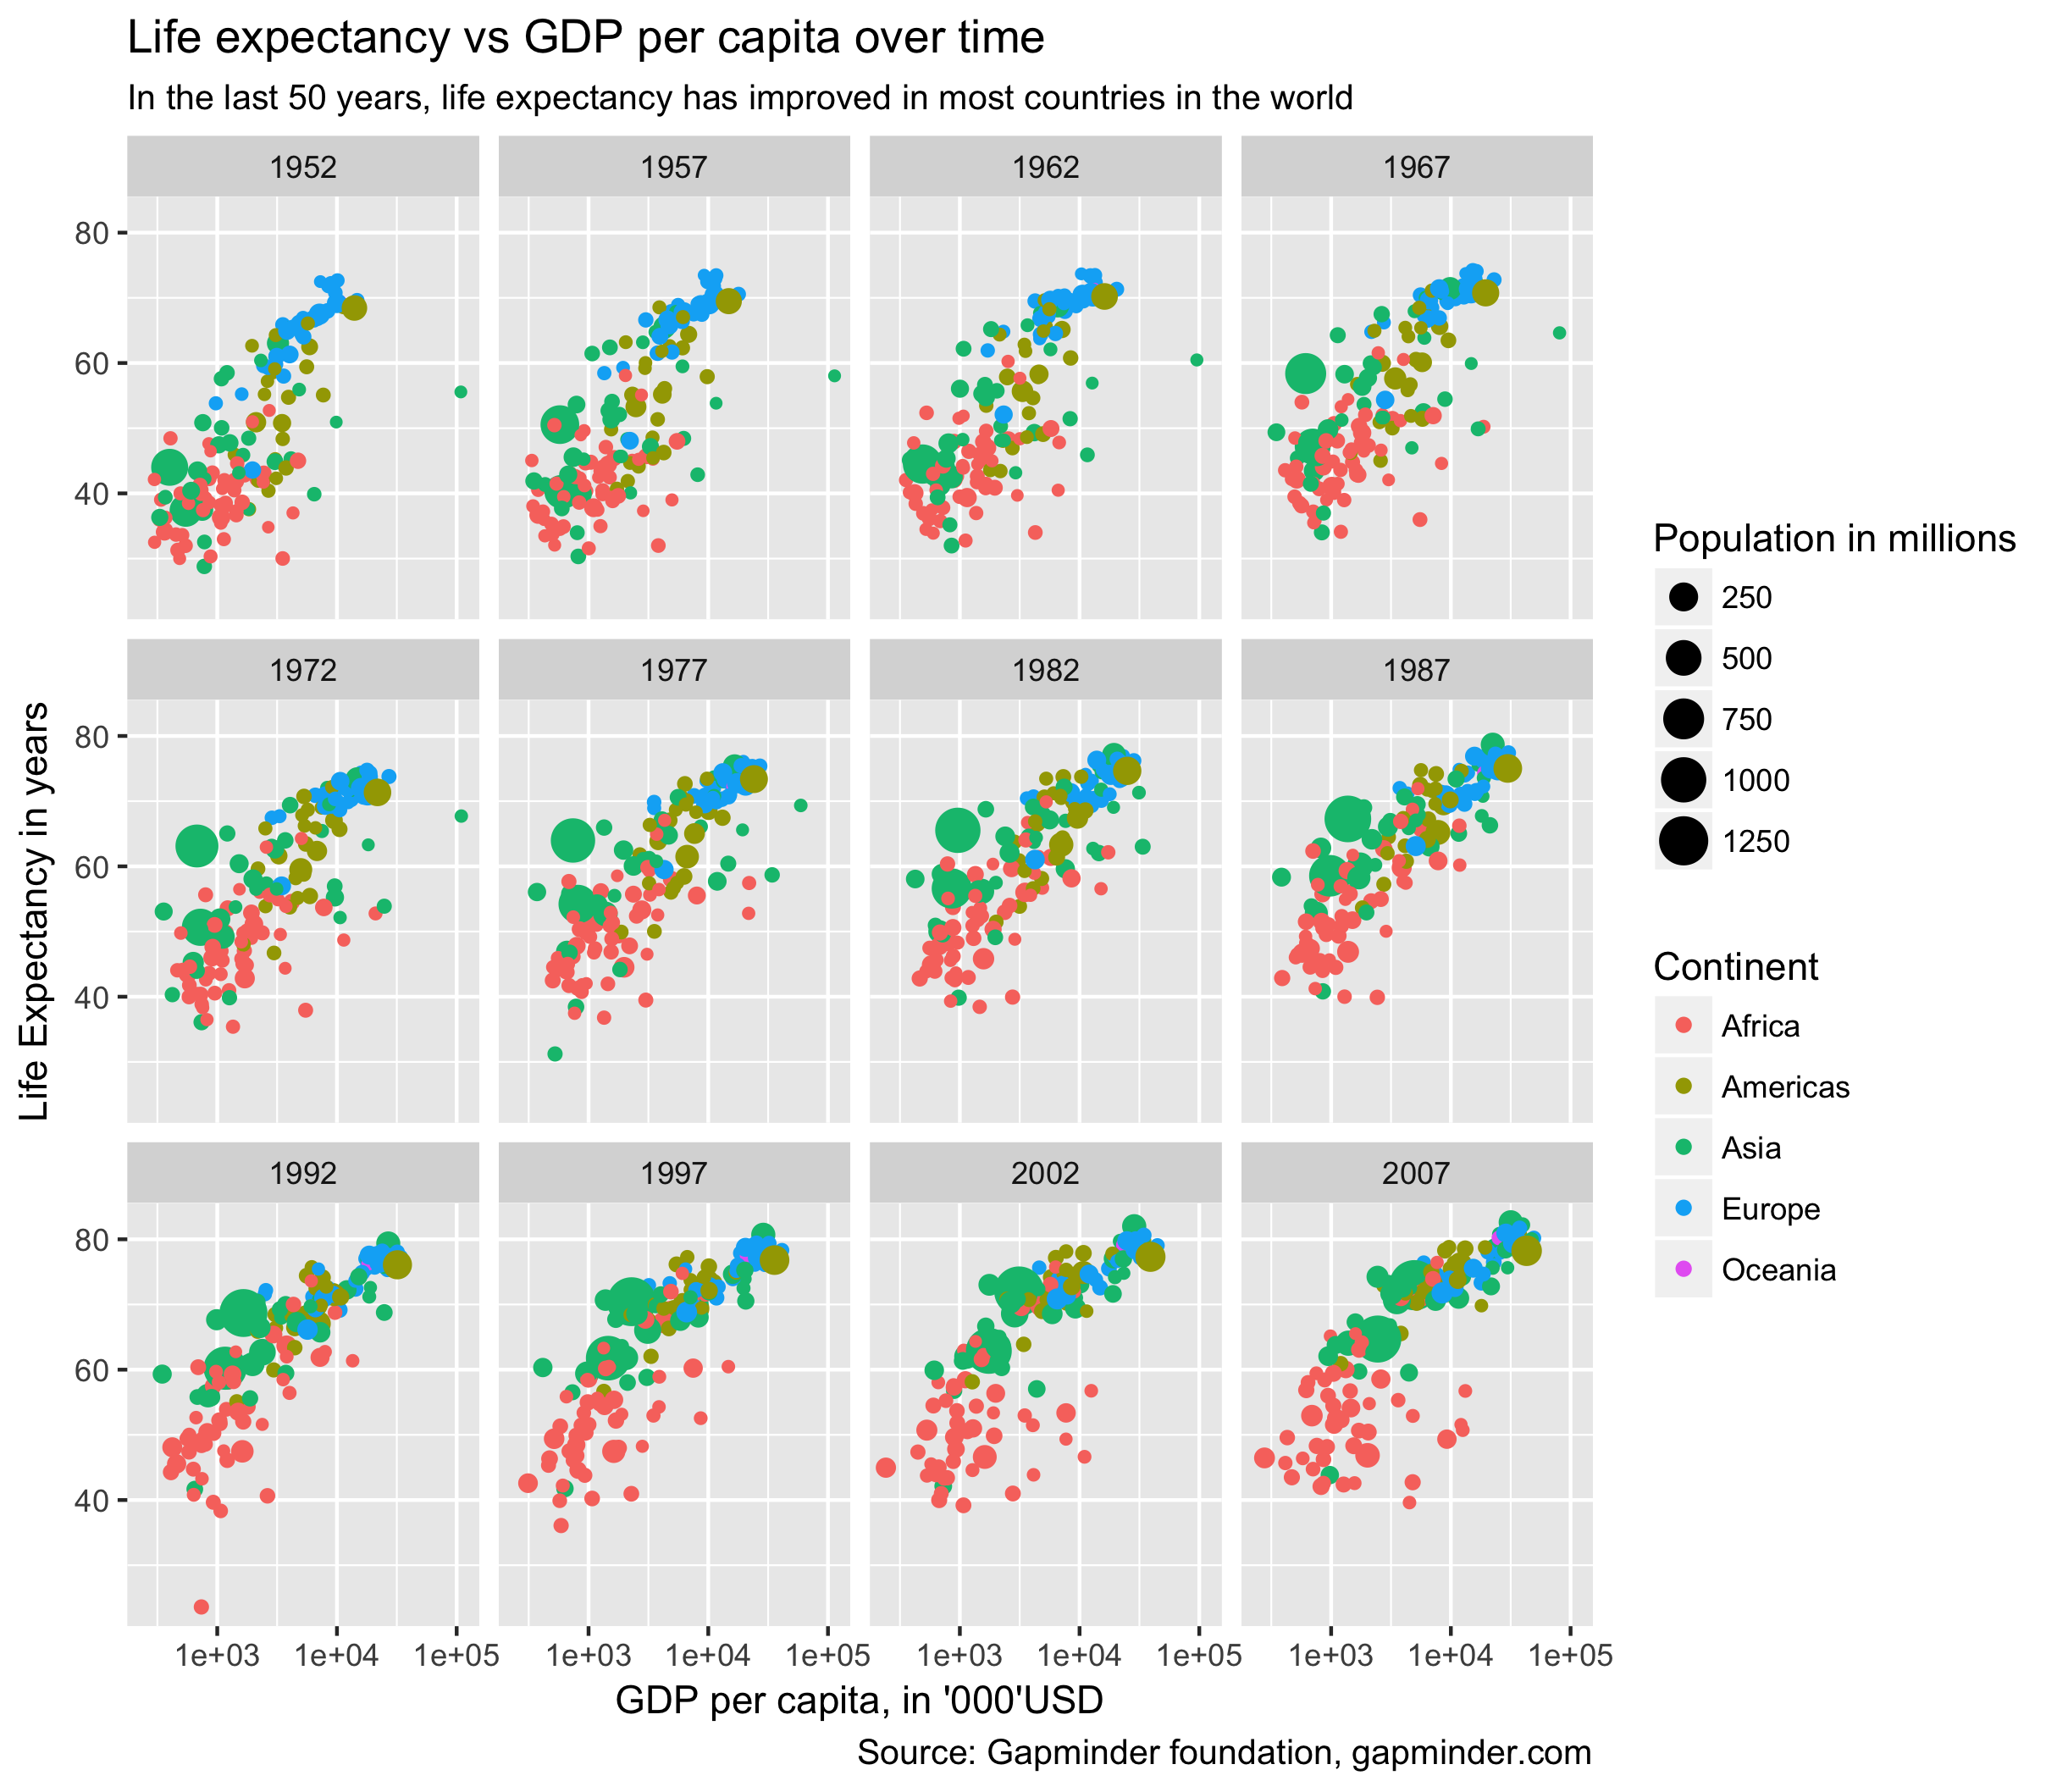 Life expectancy vs GDP per capita over time
In the last 50 years, life expectancy has improved in most countries in the world
1952 1957 1962 1967
80
60
40
1972 1977 1982 1987
80
60
40
1992 1997 2002 2007
80
60
40
1e+03 1e+04 1e+05 1e+03 1e+04 1e+05 1e+03 1e+04 1e+05 1e+03 1e+04 1e+05
Life Expectancy in years
GDP per capita, in '000'USD
Source: Gapminder foundation, gapminder.com
Population in millions
250
500
750
1000
1250
Continent
Africa
Americas
Asia
Europe
Oceania